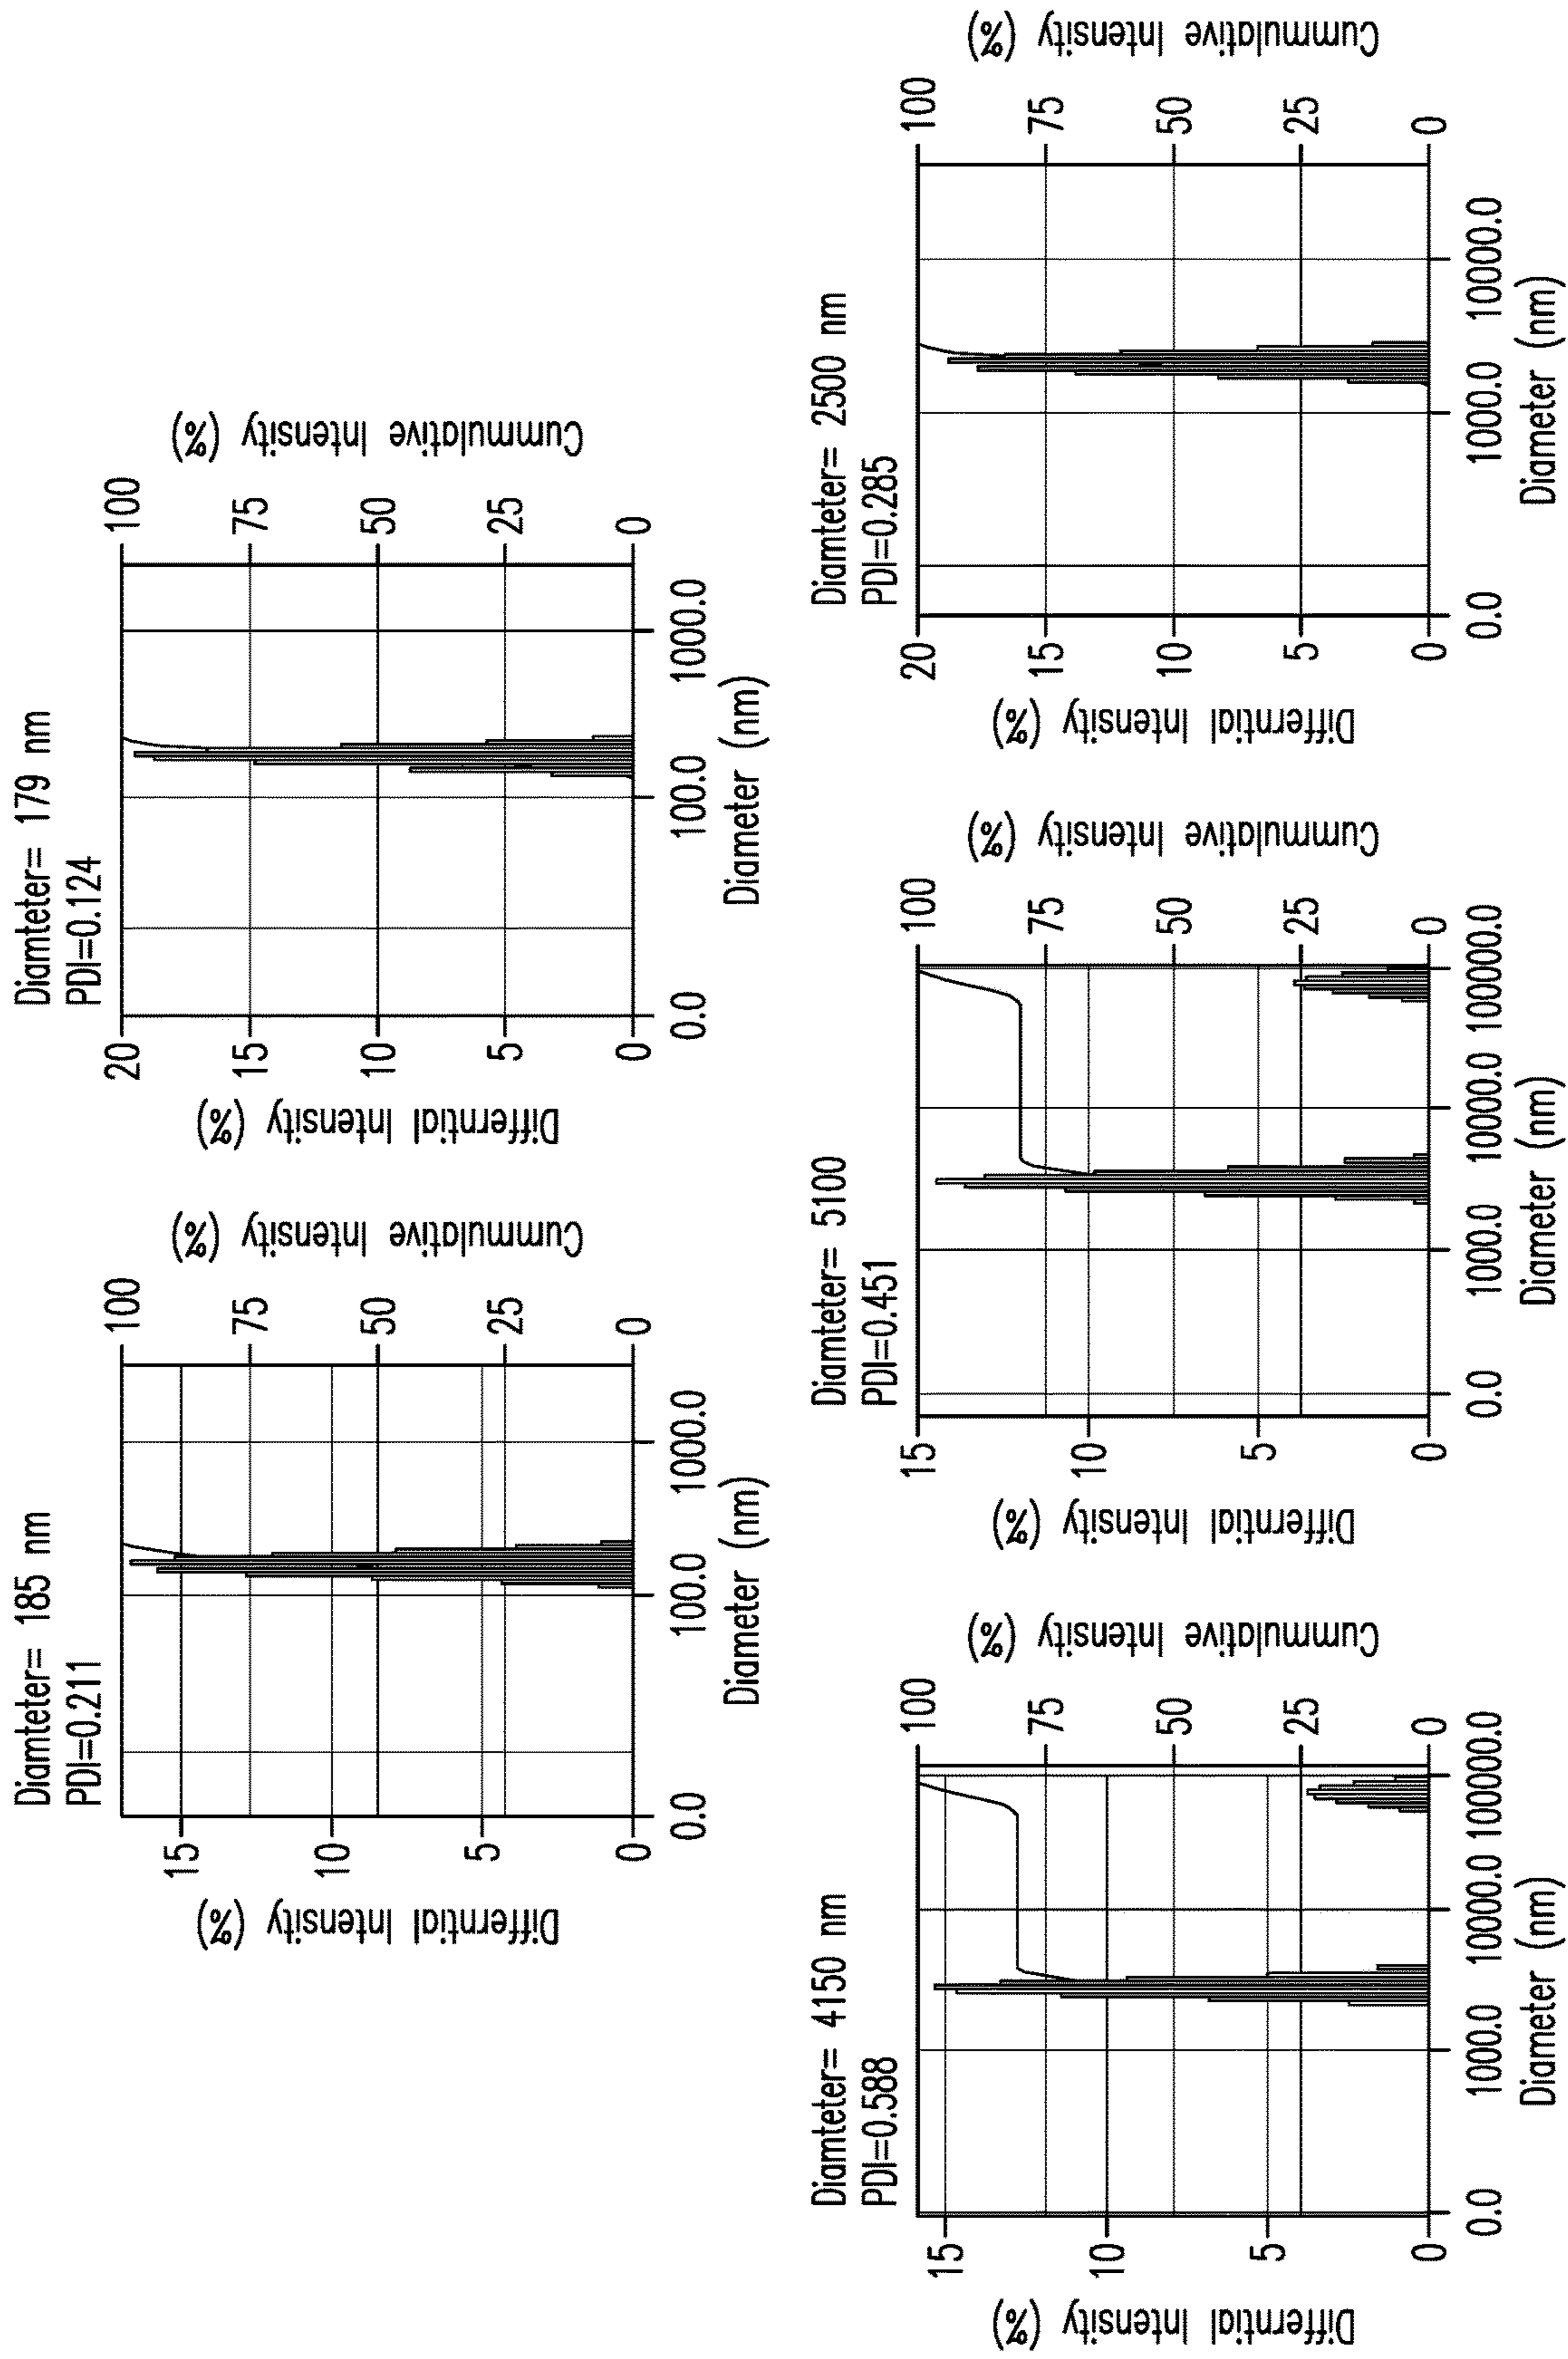 Diamteter= 185 nm
PDI=0.211
Differntial Intensity (%)
15
10
5
0
Cummulative Intensity (%)
100
75
50
25
0
0.0 100.0 1000.0
Diameter (nm)
Diamteter= 179 nm
PDI=0.124
Differntial Intensity (%)
20
15
10
5
0
Cummulative Intensity (%)
100
75
50
25
0
0.0 100.0 1000.0
Diameter (nm)
Diamteter= 4150 nm
PDI=0.588
Differntial Intensity (%)
15
10
5
0
Cummulative Intensity (%)
100
75
50
25
0
0.0 1000.0 10000.0 100000.0
Diameter (nm)
Diamteter= 5100
PDI=0.451
Differntial Intensity (%)
15
10
5
0
Cummulative Intensity (%)
100
75
50
25
0
0.0 1000.0 10000.0 100000.0
Diameter (nm)
Diamteter= 2500 nm
PDI=0.285
Differntial Intensity (%)
20
15
10
5
0
Cummulative Intensity (%)
100
75
50
25
0
0.0 1000.0 10000.0
Diameter (nm)